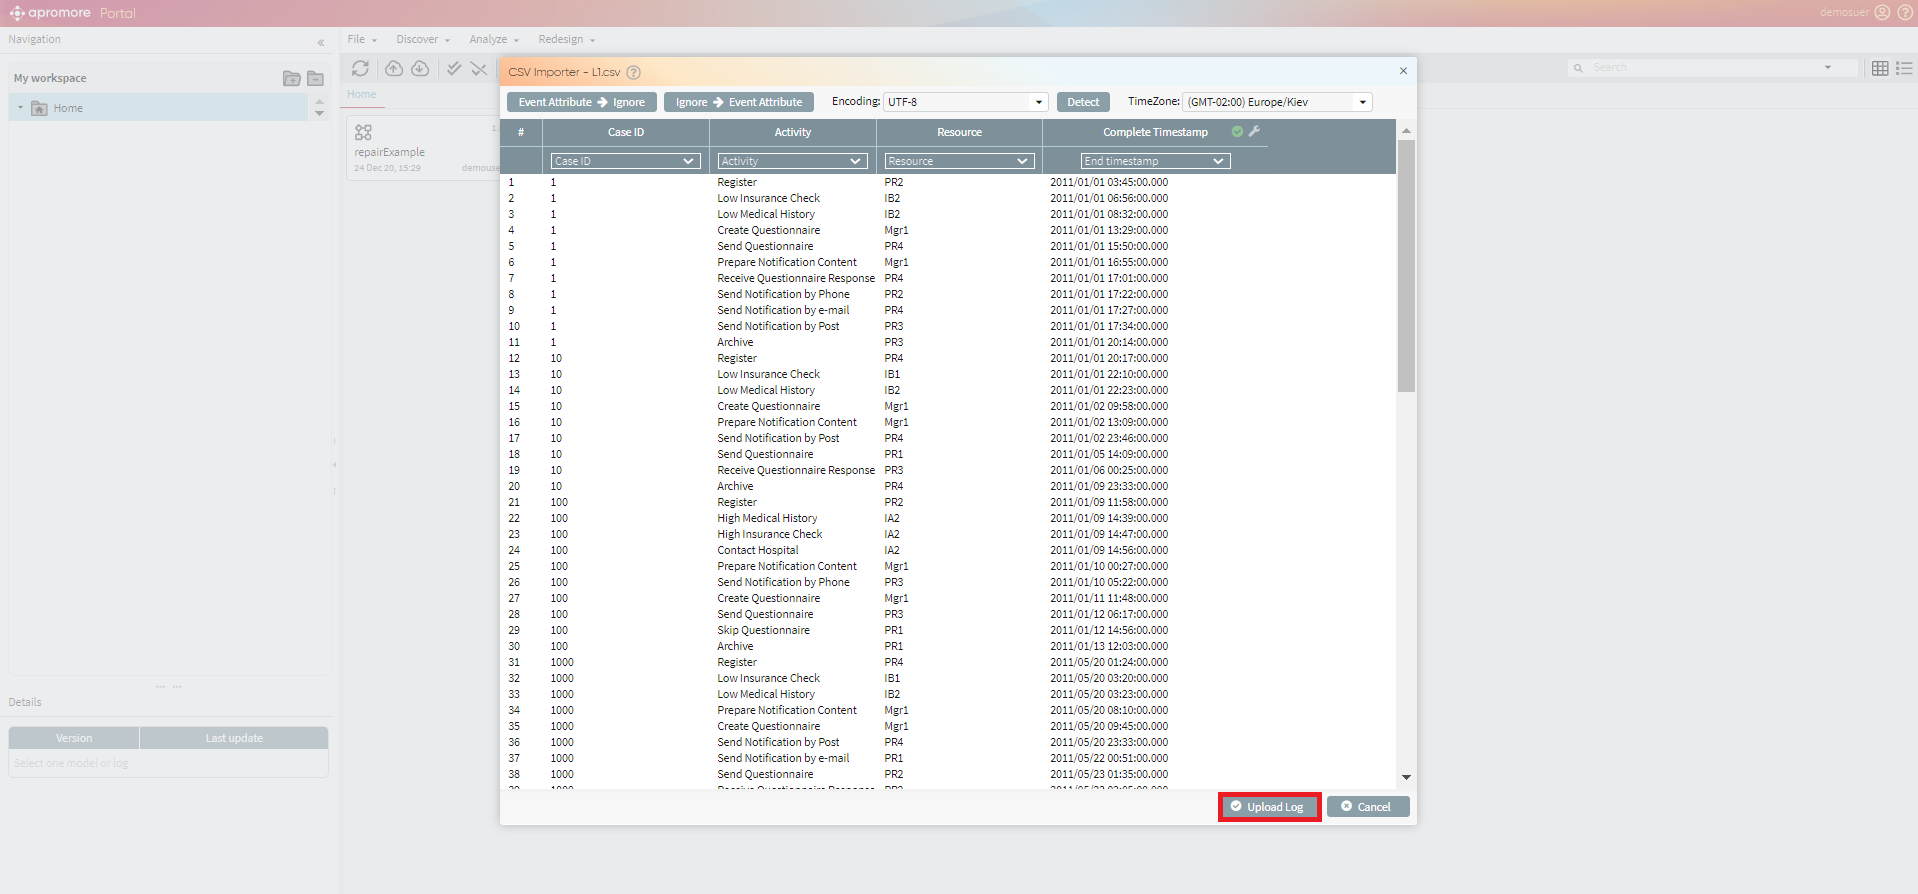 apromore Portal
demosuer
Navigation
File Discover Analyze Redesign
My workspace
Home
Home
repairExample
24 Dec 20, 15:29 demouse
Search
CSV Importer - L1.csv
Event Attribute → Ignore Ignore → Event Attribute Encoding: UTF-8 Detect TimeZone: (GMT-02:00) Europe/Kiev
# Case ID Activity Resource Complete Timestamp
Case ID Activity Resource End timestamp
1 1 Register PR2 2011/01/01 03:45:00.000
2 1 Low Insurance Check IB2 2011/01/01 06:56:00.000
3 1 Low Medical History IB2 2011/01/01 08:32:00.000
4 1 Create Questionnaire Mgr1 2011/01/01 13:29:00.000
5 1 Send Questionnaire PR4 2011/01/01 15:50:00.000
6 1 Prepare Notification Content Mgr1 2011/01/01 16:55:00.000
7 1 Receive Questionnaire Response PR4 2011/01/01 17:01:00.000
8 1 Send Notification by Phone PR2 2011/01/01 17:22:00.000
9 1 Send Notification by e-mail PR4 2011/01/01 17:27:00.000
10 1 Send Notification by Post PR3 2011/01/01 17:34:00.000
11 1 Archive PR3 2011/01/01 20:14:00.000
12 10 Register PR4 2011/01/01 20:17:00.000
13 10 Low Insurance Check IB1 2011/01/01 22:10:00.000
14 10 Low Medical History IB2 2011/01/01 22:23:00.000
15 10 Create Questionnaire Mgr1 2011/01/02 09:58:00.000
16 10 Prepare Notification Content Mgr1 2011/01/02 13:09:00.000
17 10 Send Notification by Post PR4 2011/01/02 23:46:00.000
18 10 Send Questionnaire PR1 2011/01/05 14:09:00.000
19 10 Receive Questionnaire Response PR3 2011/01/06 00:25:00.000
20 10 Archive PR4 2011/01/09 23:33:00.000
21 100 Register PR2 2011/01/09 11:58:00.000
22 100 High Medical History IA2 2011/01/09 14:39:00.000
23 100 High Insurance Check IA2 2011/01/09 14:47:00.000
24 100 Contact Hospital IA2 2011/01/09 14:56:00.000
25 100 Prepare Notification Content Mgr1 2011/01/10 00:27:00.000
26 100 Send Notification by Phone PR3 2011/01/10 05:22:00.000
27 100 Create Questionnaire Mgr1 2011/01/11 11:48:00.000
28 100 Send Questionnaire PR3 2011/01/12 06:17:00.000
29 100 Skip Questionnaire PR1 2011/01/12 14:56:00.000
30 100 Archive PR1 2011/01/13 12:03:00.000
31 1000 Register PR4 2011/05/20 01:24:00.000
32 1000 Low Insurance Check IB1 2011/05/20 03:20:00.000
33 1000 Low Medical History IB2 2011/05/20 03:23:00.000
34 1000 Prepare Notification Content Mgr1 2011/05/20 08:10:00.000
35 1000 Create Questionnaire Mgr1 2011/05/20 09:45:00.000
36 1000 Send Notification by Post PR4 2011/05/20 23:33:00.000
37 1000 Send Notification by e-mail PR1 2011/05/22 00:51:00.000
38 1000 Send Questionnaire PR2 2011/05/23 01:35:00.000
Upload Log Cancel
Details
Version Last update
Select one model or log